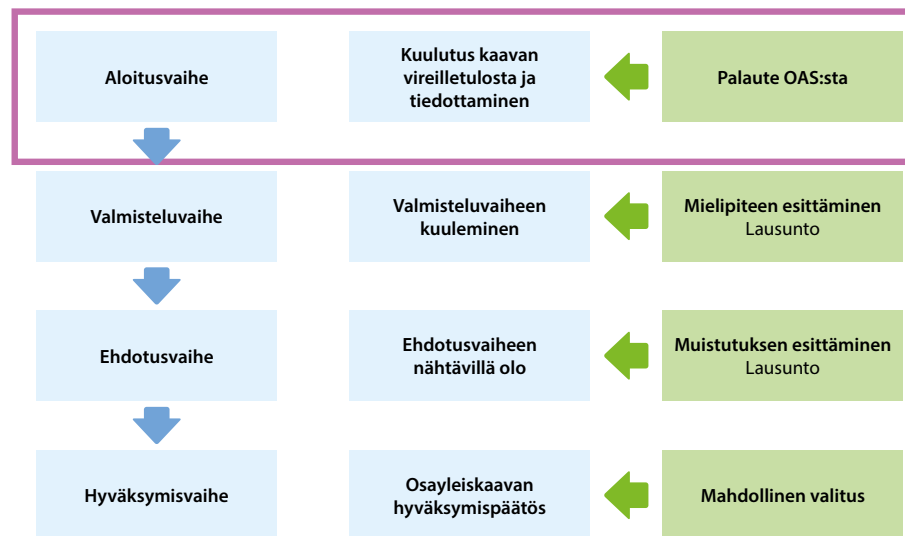 Aloitusvaihe
Kuulutus kaavan
vireilletulosta ja
tiedottaminen
Palaute OAS:sta
Valmisteluvaihe
Valmisteluvaiheen
kuuleminen
Mielipiteen esittäminen
Lausunto
Ehdotusvaihe
Ehdotusvaiheen
nähtävillä olo
Muistutuksen esittäminen
Lausunto
Hyväksymisvaihe
Osayleiskaavan
hyväksymispäätös
Mahdollinen valitus